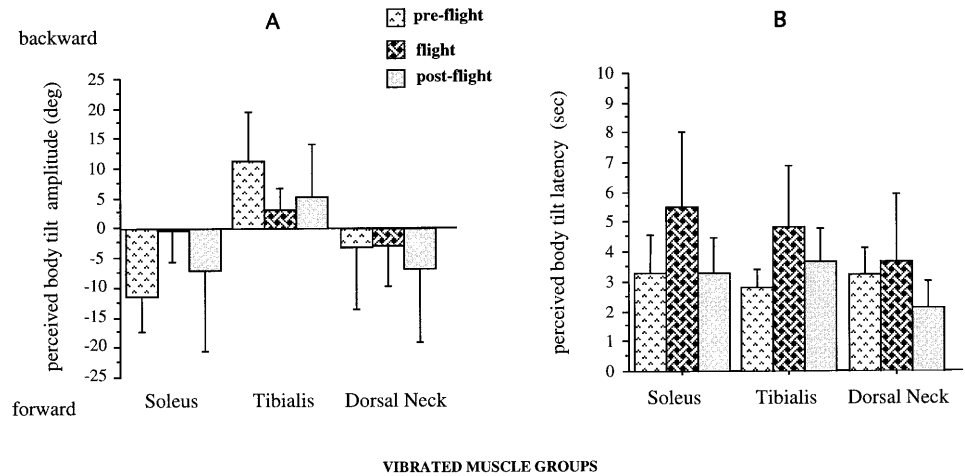 A
B
pre-flight
flight
post-flight
backward
perceived body tilt amplitude (deg)
25
20
15
10
5
0
-5
-10
-15
-20
-25
forward
Soleus Tibialis Dorsal Neck
perceived body tilt latency (sec)
10
9
8
7
6
5
4
3
2
1
0
Soleus Tibialis Dorsal Neck
VIBRATED MUSCLE GROUPS